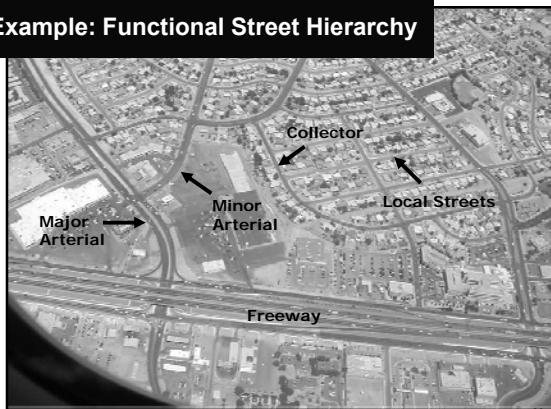 Example: Functional Street Hierarchy
Collector
Local Streets
Minor
Arterial
Major
Arterial
Freeway